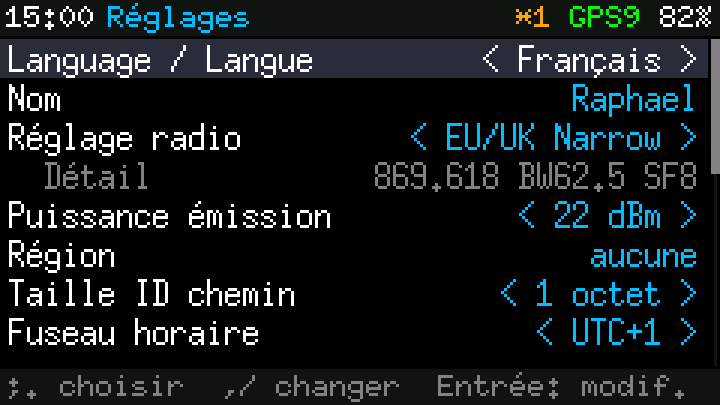 15:00 Réglages ⚹1 GPS9 82%
Language / Langue < Français >
Nom Raphael
Réglage radio < EU/UK Narrow >
Détail 869.618 BW62.5 SF8
Puissance émission < 22 dBm >
Région aucune
Taille ID chemin < 1 octet >
Fuseau horaire < UTC+1 >
;. choisir ,/ changer Entrée: modif.